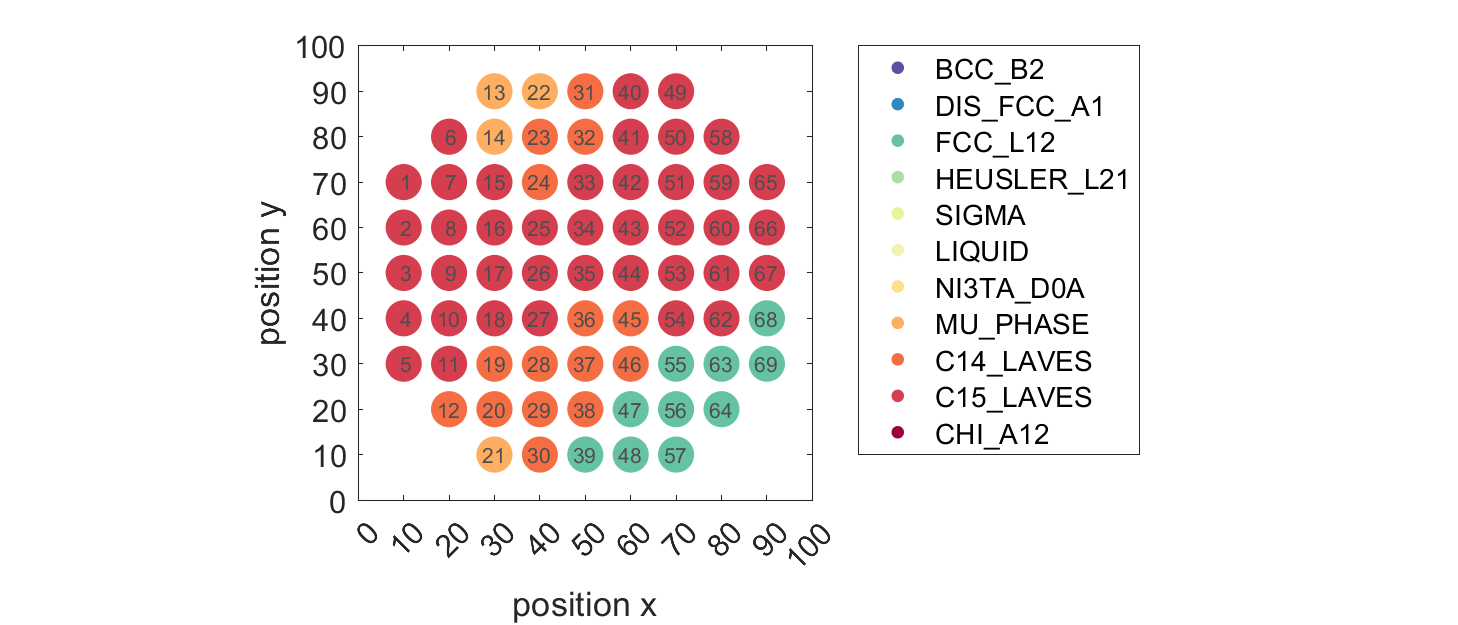 100
90
80
70
60
50
40
30
20
10
0
position y
13 22 31 40 49
6 14 23 32 41 50 58
1 7 15 24 33 42 51 59 65
2 8 16 25 34 43 52 60 66
3 9 17 26 35 44 53 61 67
4 10 18 27 36 45 54 62 68
5 11 19 28 37 46 55 63 69
12 20 29 38 47 56 64
21 30 39 48 57
0 10 20 30 40 50 60 70 80 90 100
position x
BCC_B2
DIS_FCC_A1
FCC_L12
HEUSLER_L21
SIGMA
LIQUID
NI3TA_D0A
MU_PHASE
C14_LAVES
C15_LAVES
CHI_A12